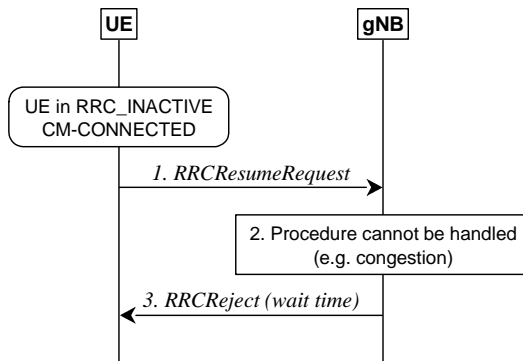 UE
gNB
UE in RRC_INACTIVE
CM-CONNECTED
1. RRCResumeRequest
2. Procedure cannot be handled
(e.g. congestion)
3. RRCReject (wait time)